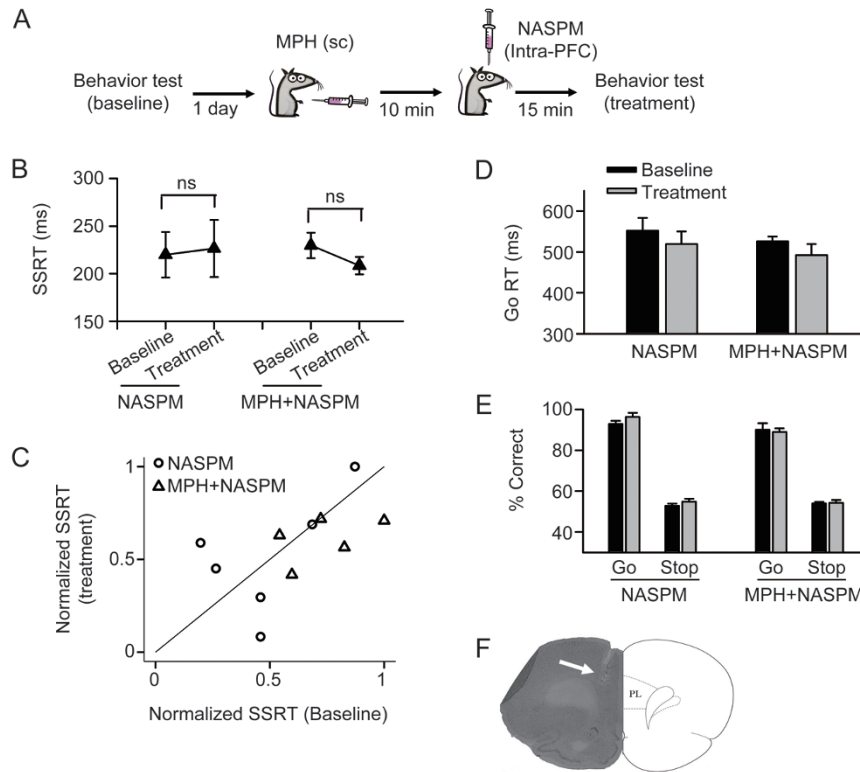 A
MPH (sc)
NASPM
(Intra-PFC)
Behavior test
(baseline)
1 day
10 min
15 min
Behavior test
(treatment)
B
300
250
200
150
SSRT (ms)
ns
ns
Baseline
Treatment
Baseline
Treatment
NASPM
MPH+NASPM
C
NASPM
MPH+NASPM
1
0.5
0
Normalized SSRT
(treatment)
0
0.5
1
Normalized SSRT (Baseline)
D
Baseline
Treatment
600
500
400
300
Go RT (ms)
NASPM
MPH+NASPM
E
100
80
60
40
% Correct
Go
Stop
Go
Stop
NASPM
MPH+NASPM
F
PL